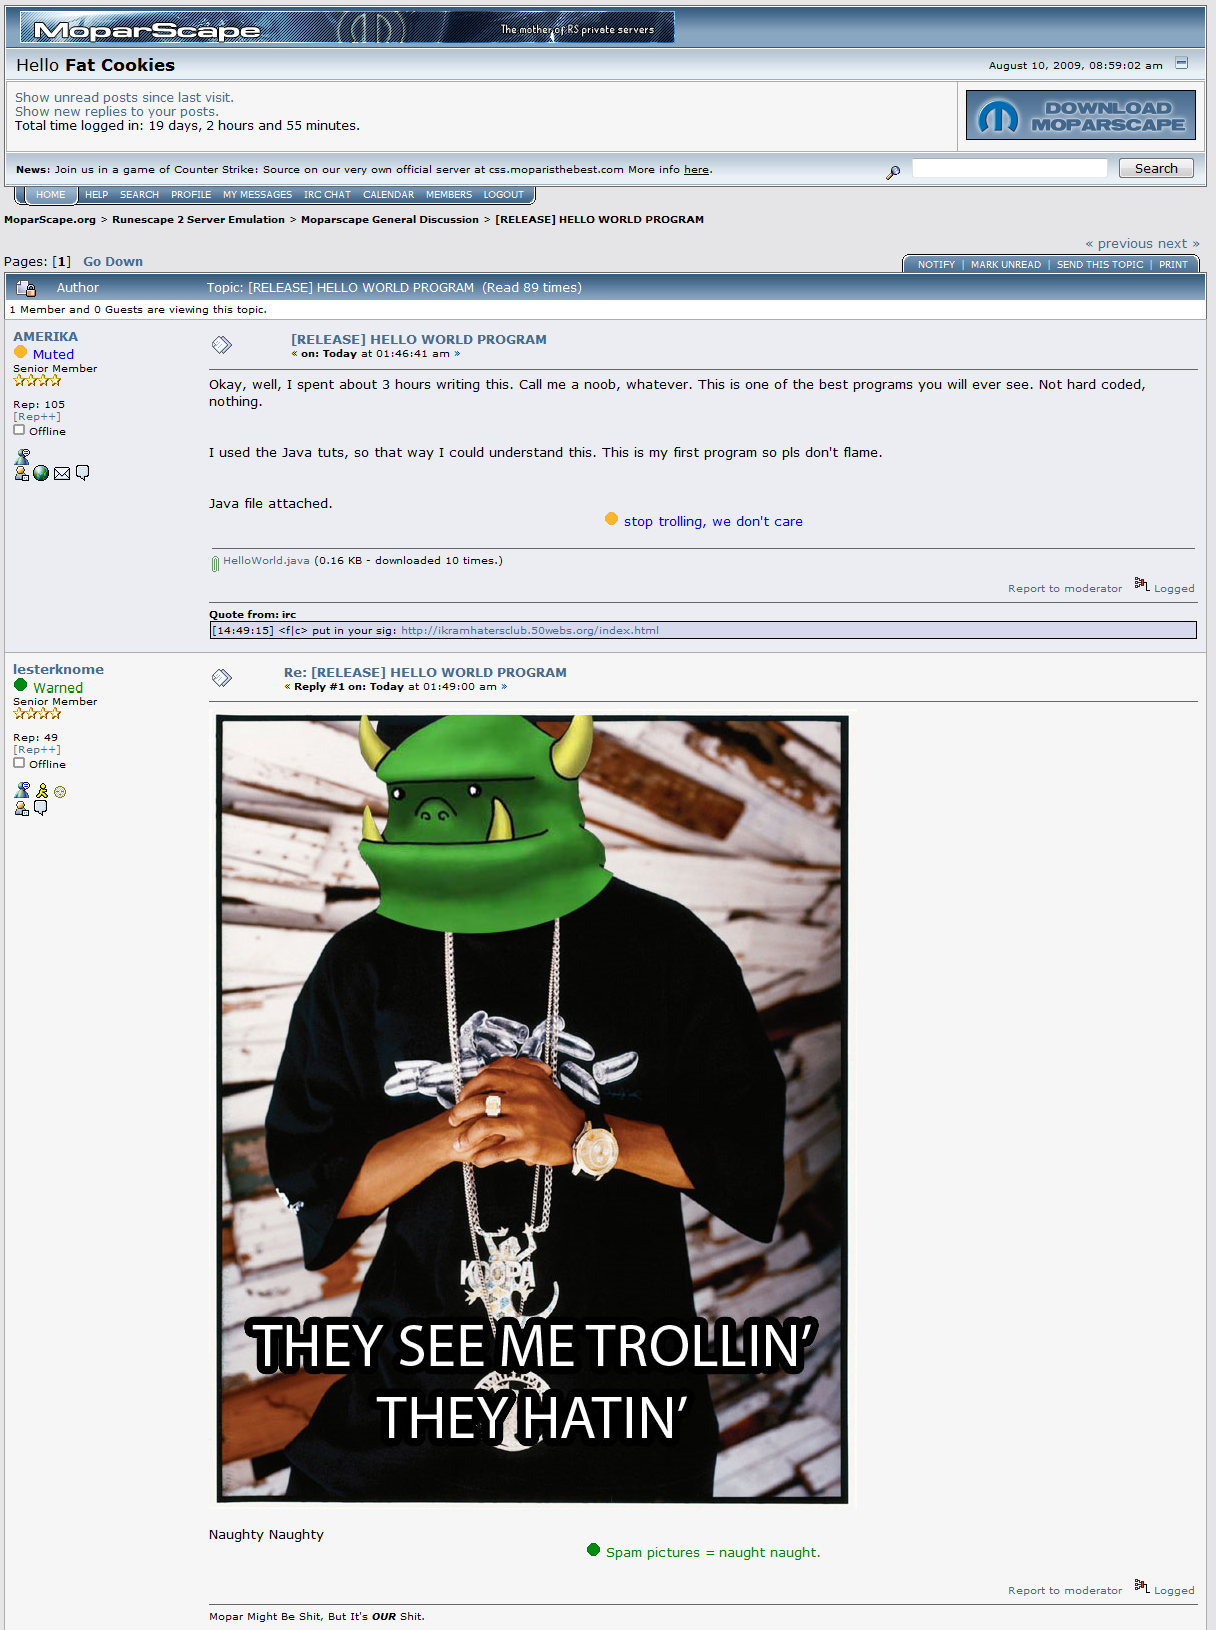 MoparScape
The mother of RS private servers
Hello Fat Cookies
August 10, 2009, 08:59:02 am
Show unread posts since last visit.
Show new replies to your posts.
Total time logged in: 19 days, 2 hours and 55 minutes.
DOWNLOAD
MOPARSCAPE
News: Join us in a game of Counter Strike: Source on our very own official server at css.moparisthebest.com More info here.
Search
HOME HELP SEARCH PROFILE MY MESSAGES IRC CHAT CALENDAR MEMBERS LOGOUT
MoparScape.org > Runescape 2 Server Emulation > Moparscape General Discussion > [RELEASE] HELLO WORLD PROGRAM
« previous next »
Pages: [1] Go Down
NOTIFY | MARK UNREAD | SEND THIS TOPIC | PRINT
Author Topic: [RELEASE] HELLO WORLD PROGRAM (Read 89 times)
1 Member and 0 Guests are viewing this topic.
AMERIKA
Muted
Senior Member
Rep: 105
[Rep++]
Offline
[RELEASE] HELLO WORLD PROGRAM
« on: Today at 01:46:41 am »
Okay, well, I spent about 3 hours writing this. Call me a noob, whatever. This is one of the best programs you will ever see. Not hard coded,
nothing.
I used the Java tuts, so that way I could understand this. This is my first program so pls don't flame.
Java file attached.
stop trolling, we don't care
HelloWorld.java (0.16 KB - downloaded 10 times.)
Report to moderator Logged
Quote from: irc
[14:49:15] <f|c> put in your sig: http://ikramhatersclub.50webs.org/index.html
lesterknome
Warned
Senior Member
Rep: 49
[Rep++]
Offline
Re: [RELEASE] HELLO WORLD PROGRAM
« Reply #1 on: Today at 01:49:00 am »
KOOPA
THEY SEE ME TROLLIN'
THEY HATIN'
Naughty Naughty
Spam pictures = naught naught.
Report to moderator Logged
Mopar Might Be Shit, But It's OUR Shit.